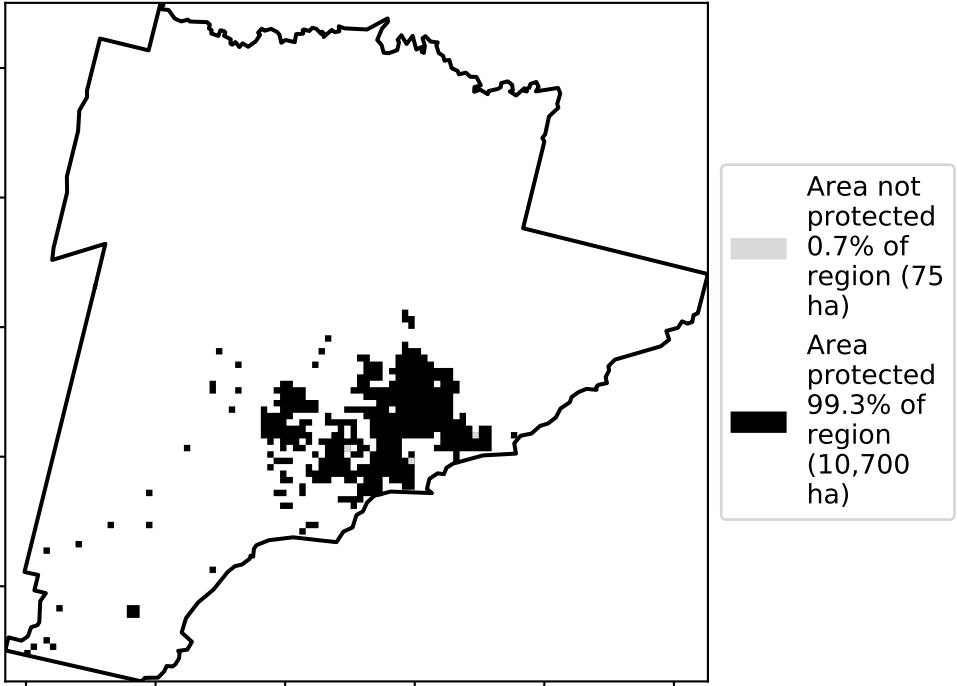 Area not
protected
0.7% of
region (75
ha)
Area
protected
99.3% of
region
(10,700
ha)